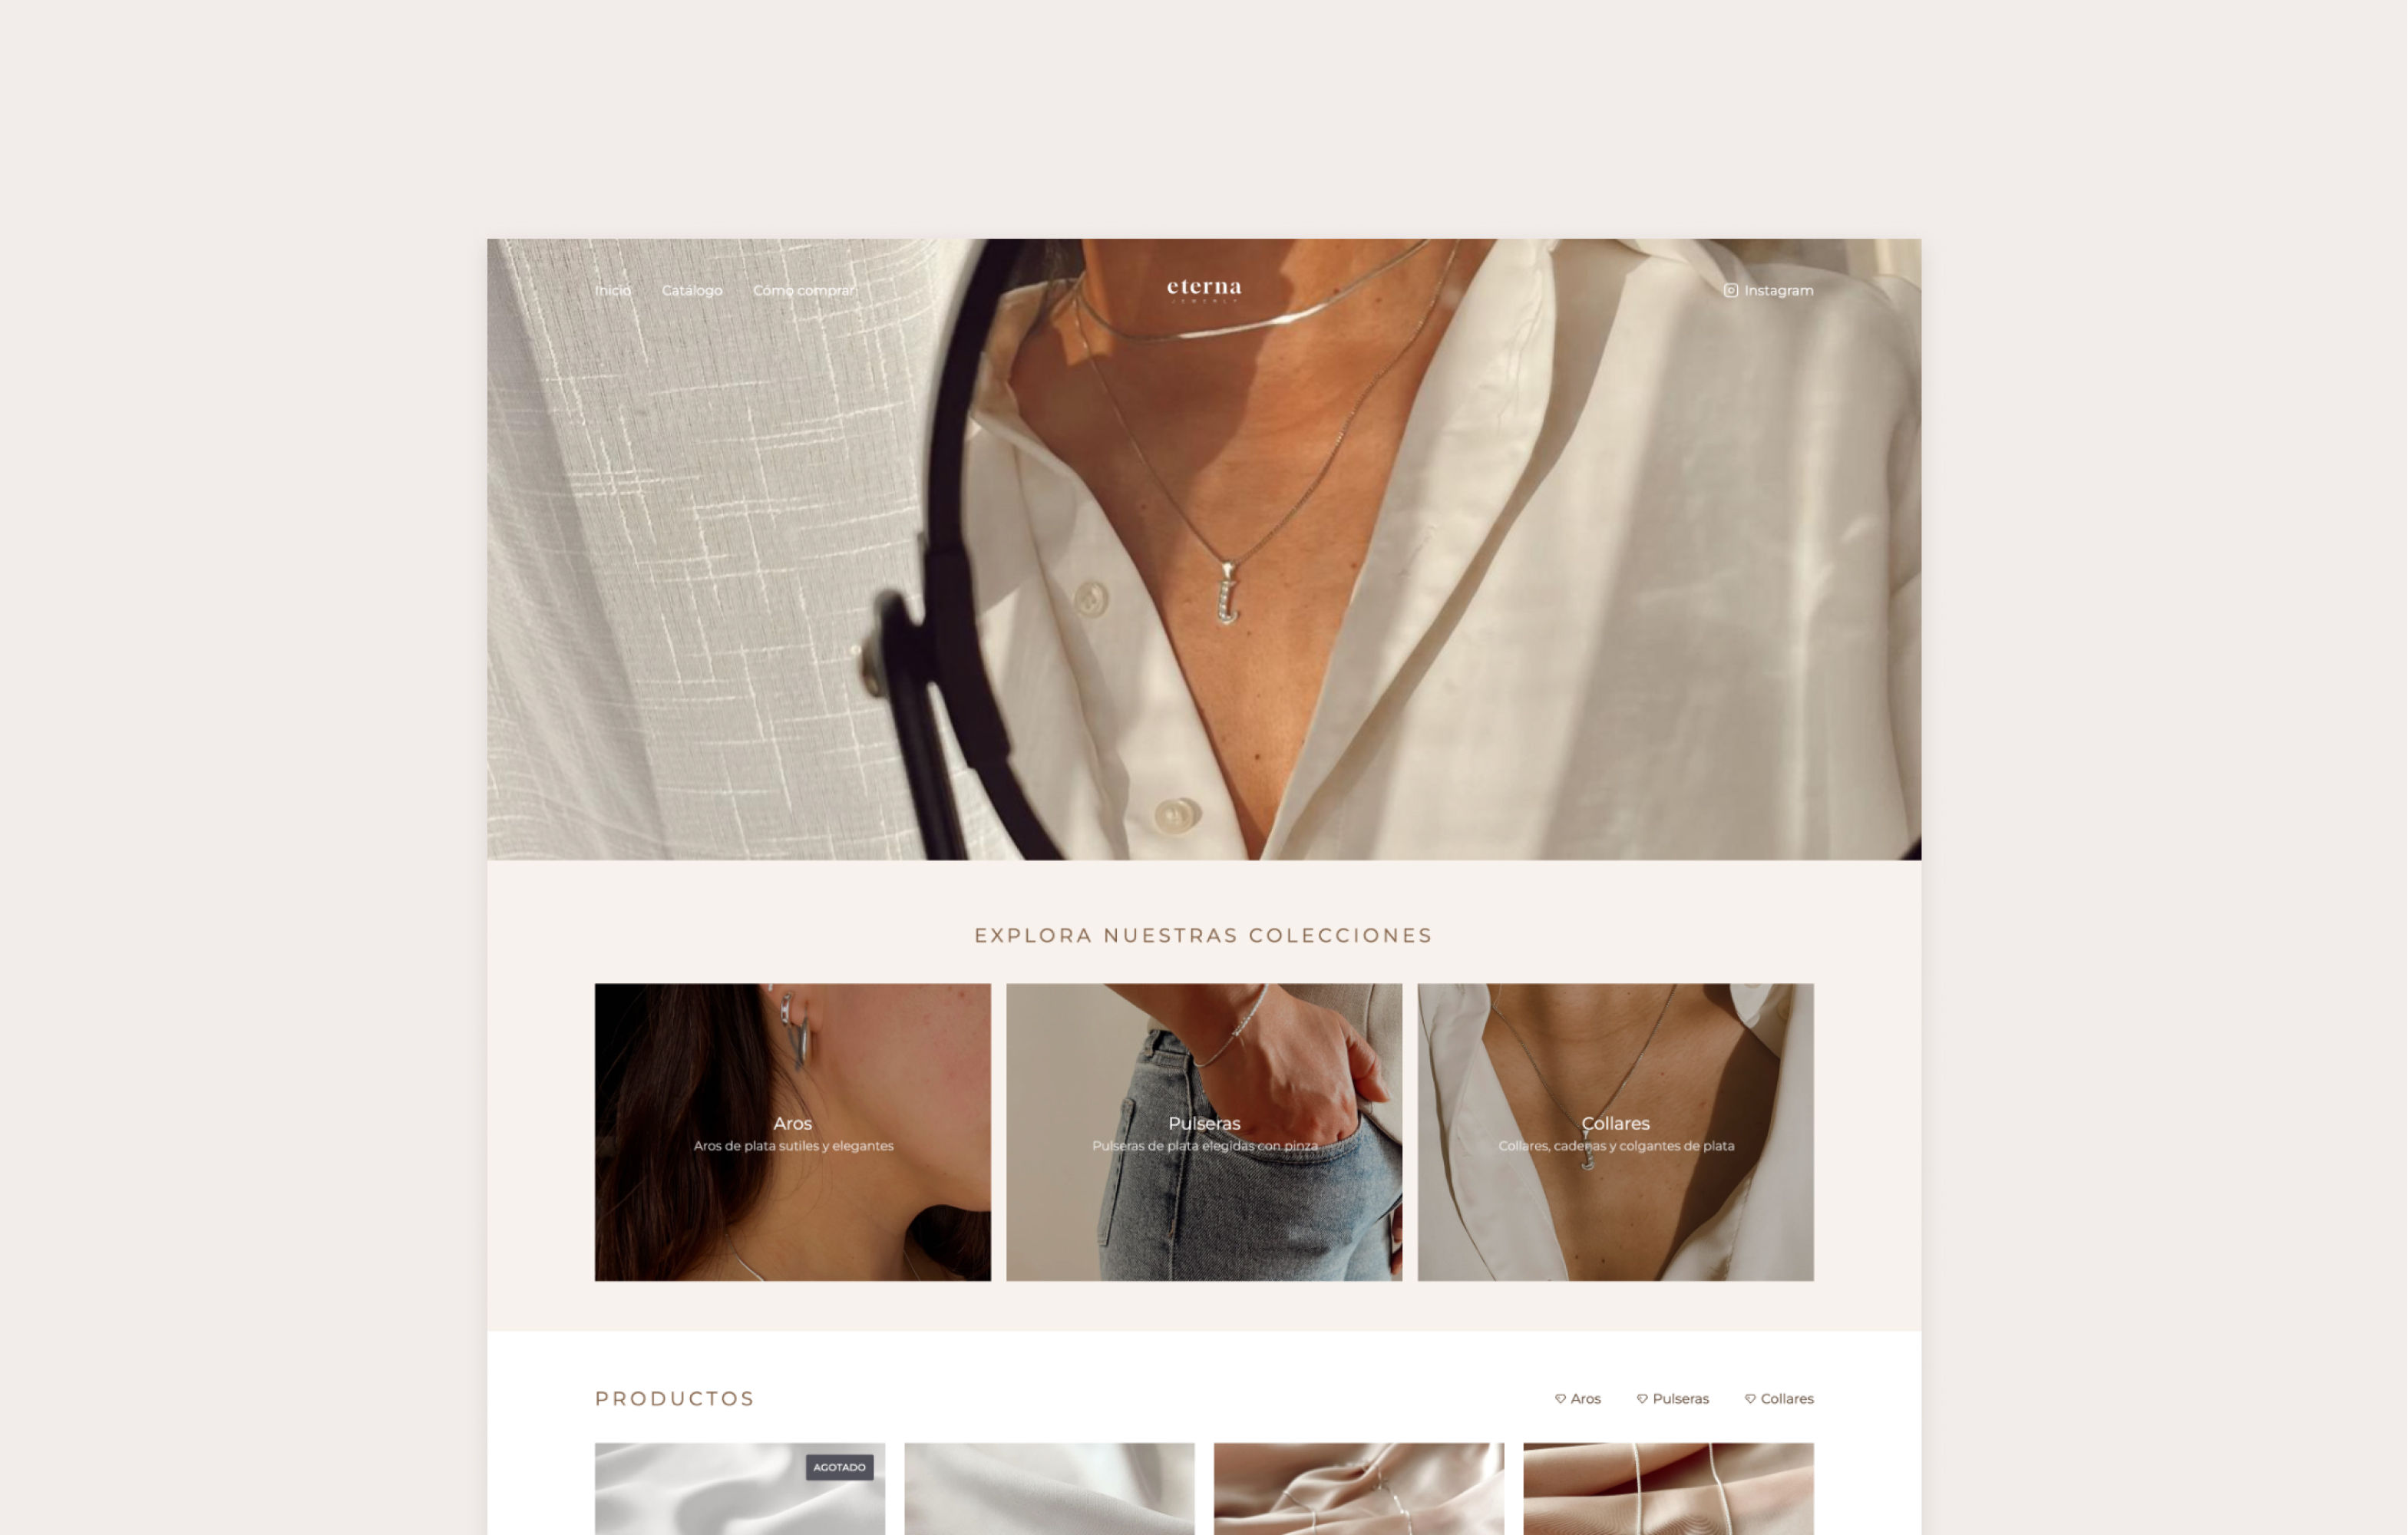 Inicio Catálogo Cómo comprar
eterna
JEWERLY
Instagram
EXPLORA NUESTRAS COLECCIONES
Aros
Aros de plata sutiles y elegantes
Pulseras
Pulseras de plata elegidas con pinza
Collares
Collares, cadenas y colgantes de plata
PRODUCTOS
Aros Pulseras Collares
AGOTADO